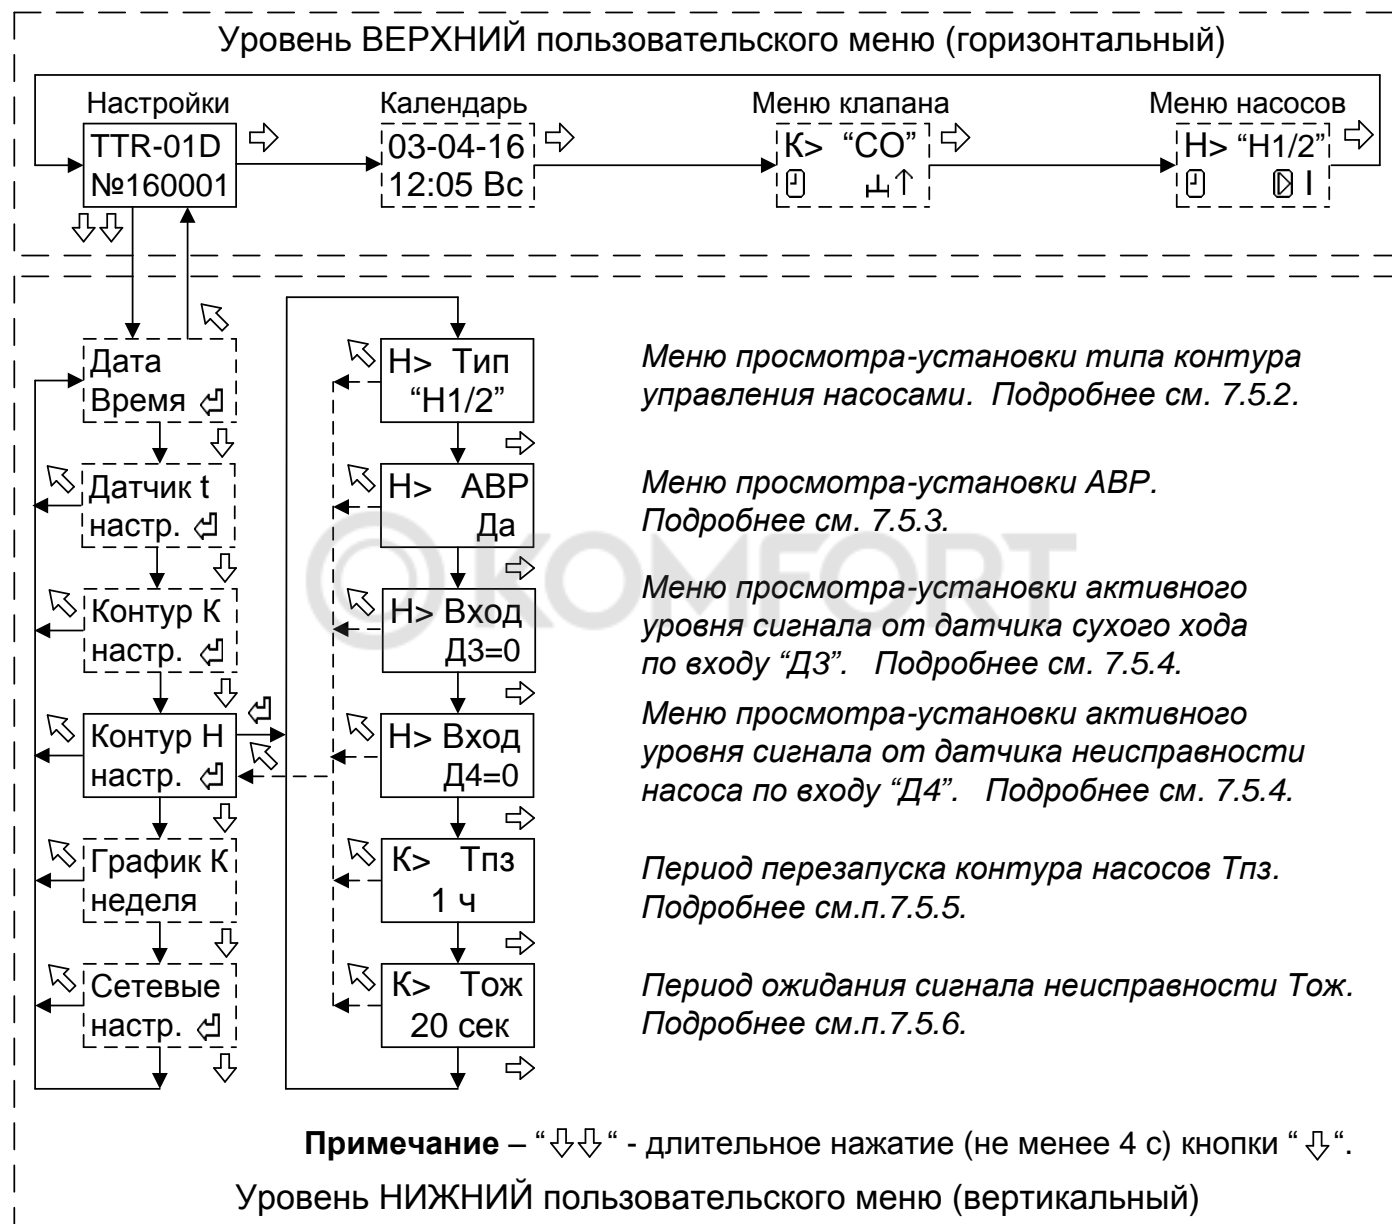 Уровень ВЕРХНИЙ пользовательского меню (горизонтальный)
Настройки
TTR-01D
№160001
Календарь
03-04-16
12:05 Вс
Меню клапана
К> “СО”
Меню насосов
Н> “Н1/2”
I
Дата
Время
Датчик t
настр.
Контур К
настр.
Контур Н
настр.
График К
неделя
Сетевые
настр.
Н> Тип
“Н1/2”
Меню просмотра-установки типа контура
управления насосами. Подробнее см. 7.5.2.
Н> АВР
Да
Меню просмотра-установки АВР.
Подробнее см. 7.5.3.
Н> Вход
Д3=0
Меню просмотра-установки активного
уровня сигнала от датчика сухого хода
по входу “Д3”. Подробнее см. 7.5.4.
Н> Вход
Д4=0
Меню просмотра-установки активного
уровня сигнала от датчика неисправности
насоса по входу “Д4”. Подробнее см. 7.5.4.
К> Тпз
1 ч
Период перезапуска контура насосов Тпз.
Подробнее см.п.7.5.5.
К> Тож
20 сек
Период ожидания сигнала неисправности Тож.
Подробнее см.п.7.5.6.
KOMFORT
Примечание – “⇩⇩“ - длительное нажатие (не менее 4 с) кнопки “ ⇩“.
Уровень НИЖНИЙ пользовательского меню (вертикальный)